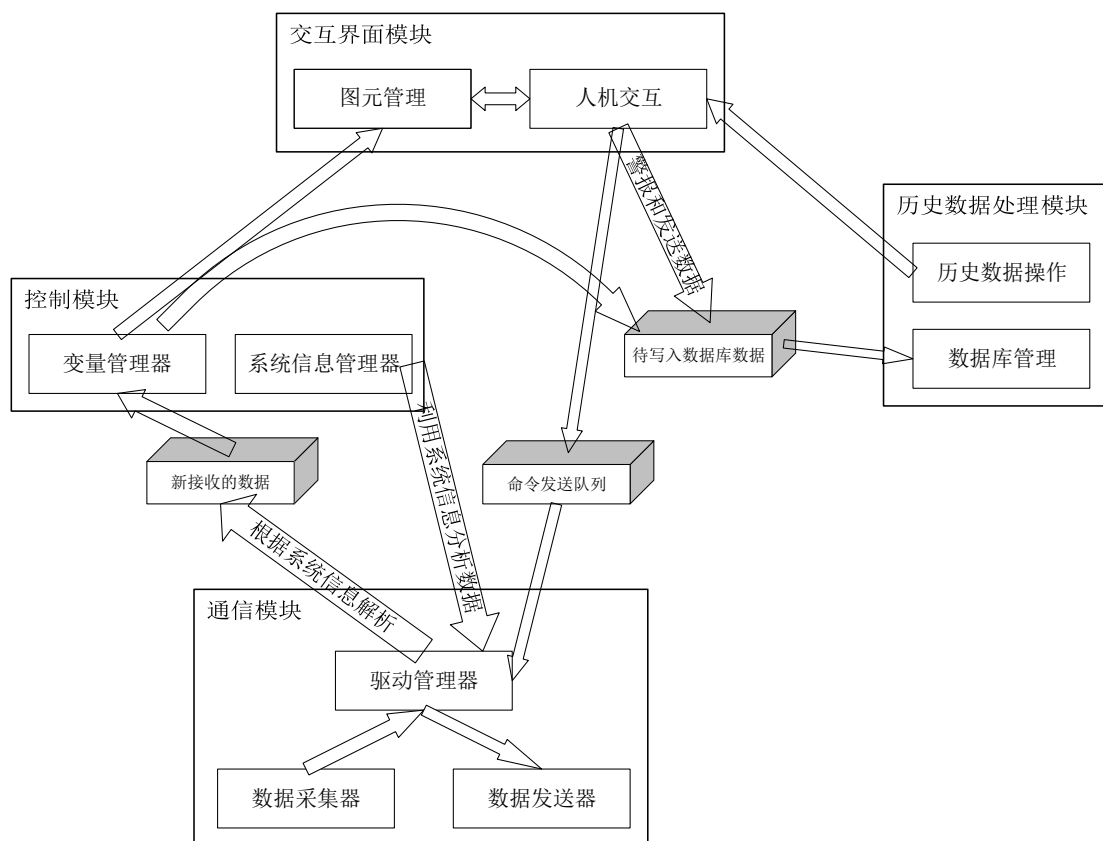 交互界面模块
图元管理
人机交互
警报和发送数据
历史数据处理模块
历史数据操作
数据库管理
控制模块
变量管理器
系统信息管理器
待写入数据库数据
利用系统信息分析数据
新接收的数据
命令发送队列
根据系统信息解析
通信模块
驱动管理器
数据采集器
数据发送器